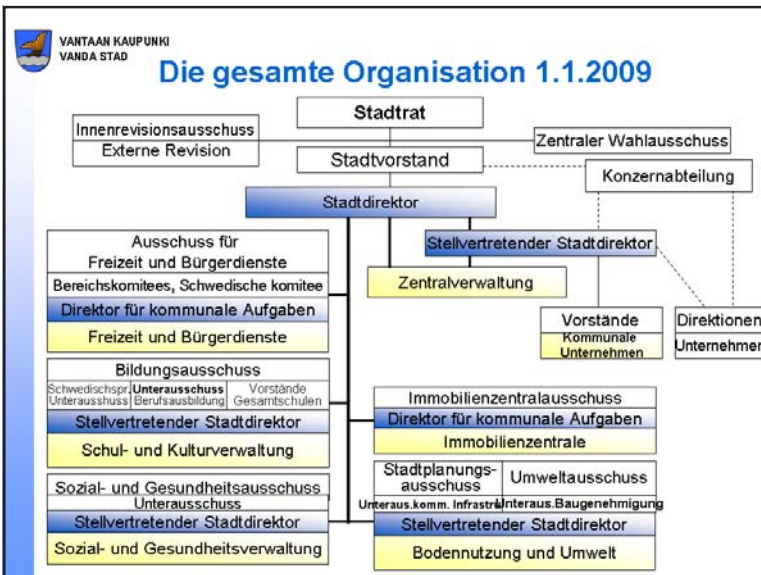 VANTAAN KAUPUNKI
VANDA STAD
Die gesamte Organisation 1.1.2009
Stadtrat
Innenrevisionsausschuss
Externe Revision
Zentraler Wahlausschuss
Stadtvorstand
Konzernabteilung
Stadtdirektor
Ausschuss für
Freizeit und Bürgerdienste
Bereichskomitees, Schwedische komitee
Direktor für kommunale Aufgaben
Freizeit und Bürgerdienste
Stellvertretender Stadtdirektor
Zentralverwaltung
Vorstände
Kommunale
Unternehmen
Direktionen
Unternehmen
Bildungsausschuss
Schwedischspr.
Unterausshuss
Unterausschuss
Berufsausbildung
Vorstände
Gesamtschulen
Stellvertretender Stadtdirektor
Schul- und Kulturverwaltung
Immobilienzentralausschuss
Direktor für kommunale Aufgaben
Immobilienzentrale
Sozial- und Gesundheitsausschuss
Unterausschuss
Stellvertretender Stadtdirektor
Sozial- und Gesundheitsverwaltung
Stadtplanungs-
ausschuss
Umweltausschuss
Unteraus.komm. Infrastr.
Unteraus.Baugenehmigung
Stellvertretender Stadtdirektor
Bodennutzung und Umwelt